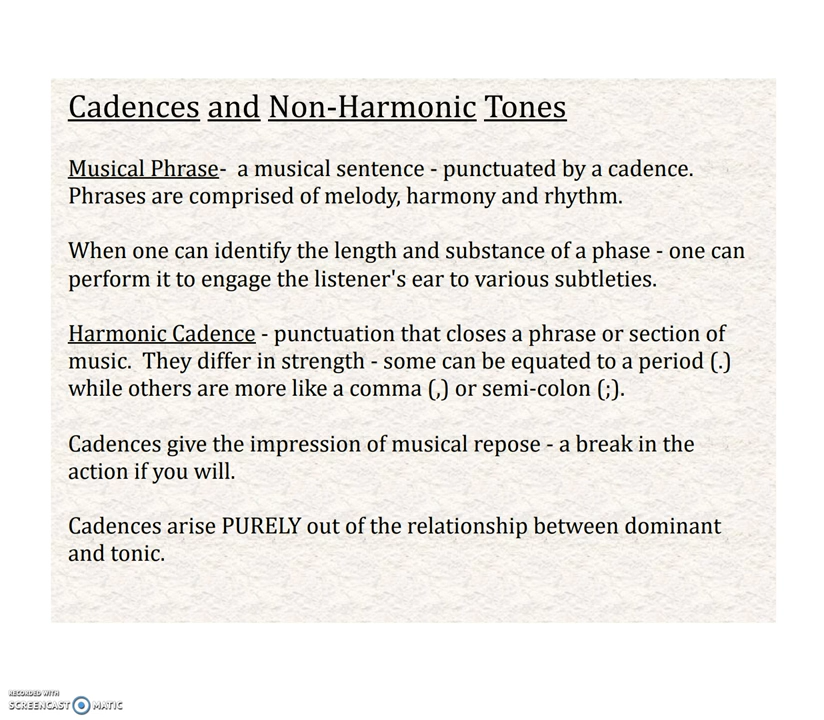 Cadences and Non-Harmonic Tones
Musical Phrase-  a musical sentence - punctuated by a cadence.
Phrases are comprised of melody, harmony and rhythm.
When one can identify the length and substance of a phase - one can
perform it to engage the listener's ear to various subtleties.
Harmonic Cadence - punctuation that closes a phrase or section of
music.  They differ in strength - some can be equated to a period (.)
while others are more like a comma (,) or semi-colon (;).
Cadences give the impression of musical repose - a break in the
action if you will.
Cadences arise PURELY out of the relationship between dominant
and tonic.
RECORDED WITH
SCREENCAST MATIC